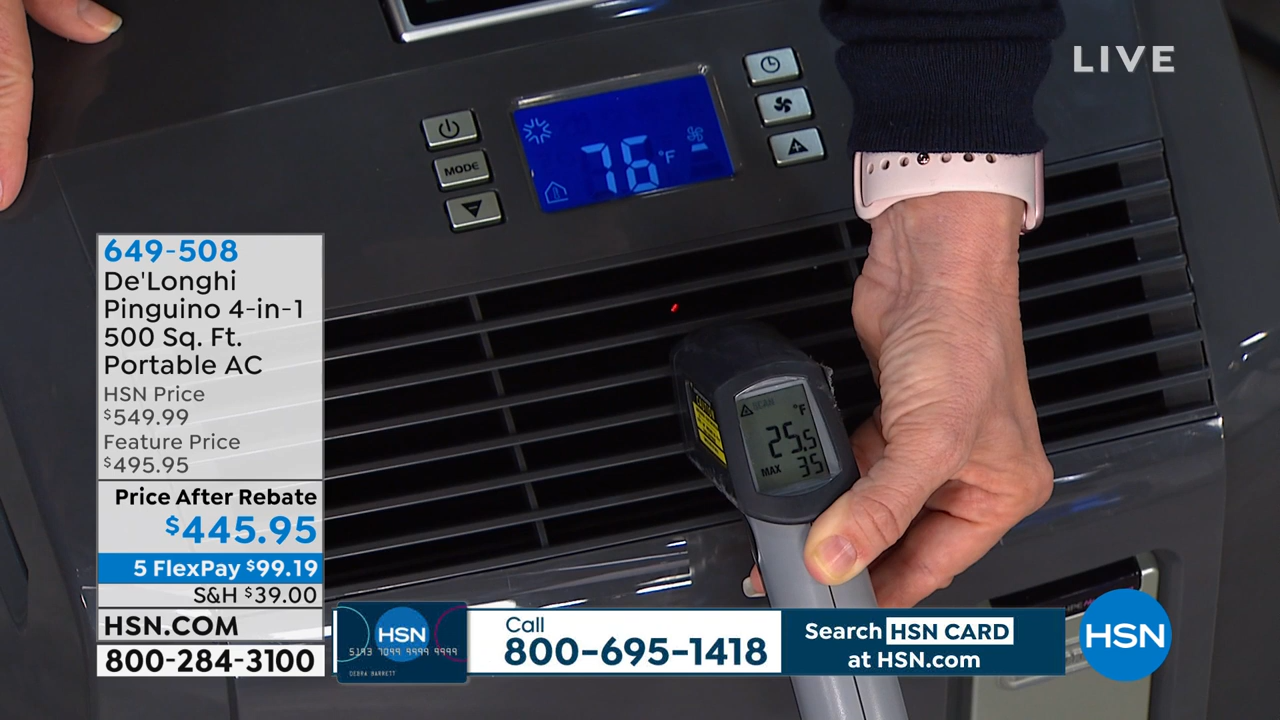 LIVE
MODE
76°F
649-508
De'Longhi
Pinguino 4-in-1
500 Sq. Ft.
Portable AC
HSN Price
$549.99
Feature Price
$495.95
Price After Rebate
$445.95
5 FlexPay $99.19
S&H $39.00
HSN.COM
800-284-3100
SCAN
°F
25.5
MAX 35
HSN
5193 7099 9999 9999
DEBRA BARRETT
Call
800-695-1418
Search HSN CARD
at HSN.com
HSN